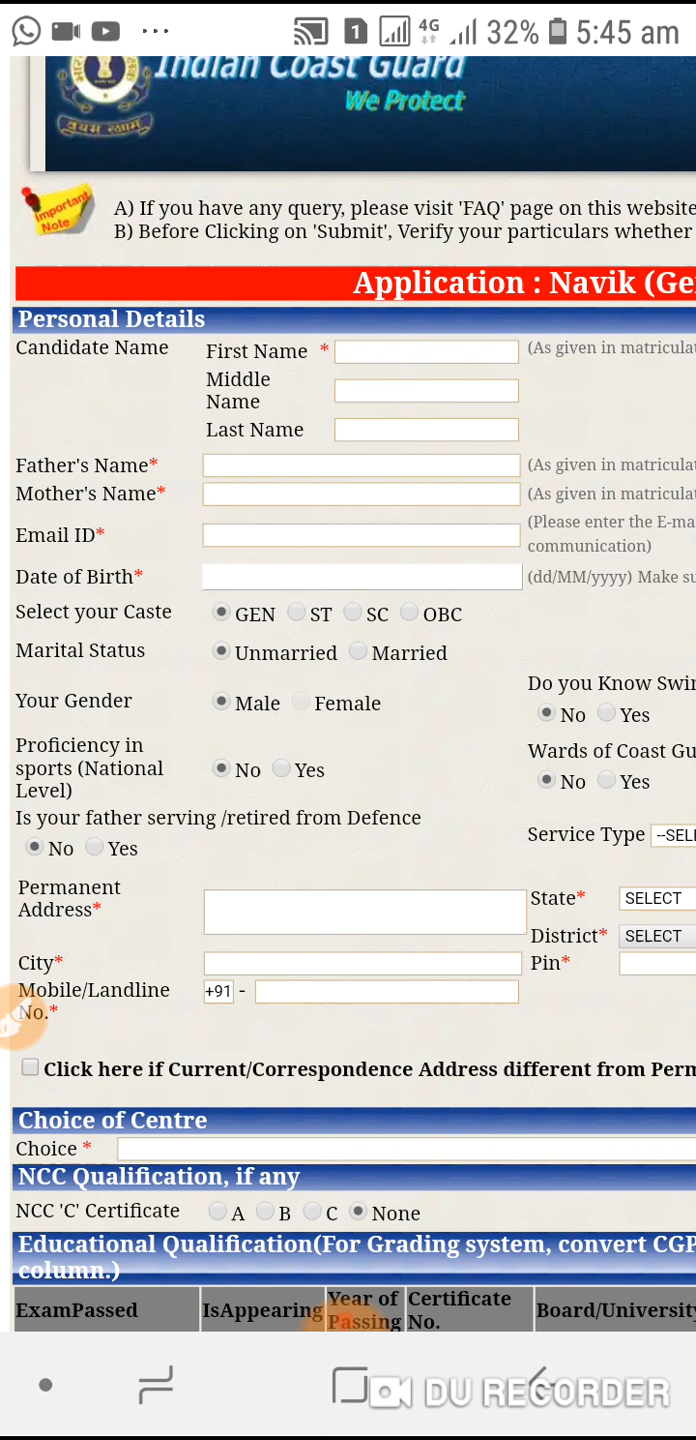 1 4G 32% 5:45 am
Indian Coast Guard
We Protect
Important
Note
A) If you have any query, please visit 'FAQ' page on this website
B) Before Clicking on 'Submit', Verify your particulars whether
Application : Navik (Ge
Personal Details
Candidate Name First Name * (As given in matricula
Middle
Name
Last Name
Father's Name* (As given in matricula
Mother's Name* (As given in matricula
Email ID* (Please enter the E-ma
communication)
Date of Birth* (dd/MM/yyyy) Make su
Select your Caste GEN ST SC OBC
Marital Status Unmarried Married
Your Gender Male Female Do you Know Swi
No Yes
Proficiency in
sports (National
Level) No Yes Wards of Coast Gu
No Yes
Is your father serving /retired from Defence
No Yes Service Type --SEL
Permanent
Address* State* SELECT
District* SELECT
City* Pin*
Mobile/Landline
No.* +91 -
Click here if Current/Correspondence Address different from Perm
Choice of Centre
Choice *
NCC Qualification, if any
NCC 'C' Certificate A B C None
Educational Qualification(For Grading system, convert CGP
column.)
ExamPassed IsAppearing Year of
Passing Certificate
No. Board/University
DU RECORDER